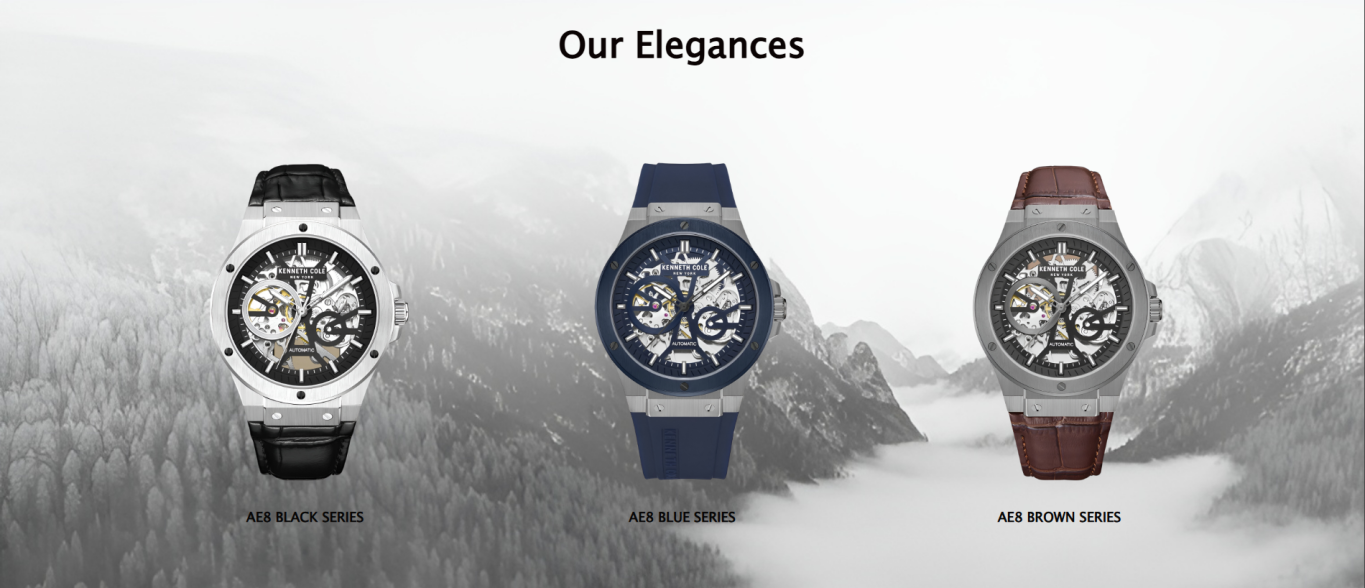 Our Elegances
KENNETH COLE
NEW YORK
AUTOMATIC
KENNETH COLE
NEW YORK
AUTOMATIC
KENNETH COLE
NEW YORK
AUTOMATIC
AE8 BLACK SERIES
AE8 BLUE SERIES
AE8 BROWN SERIES